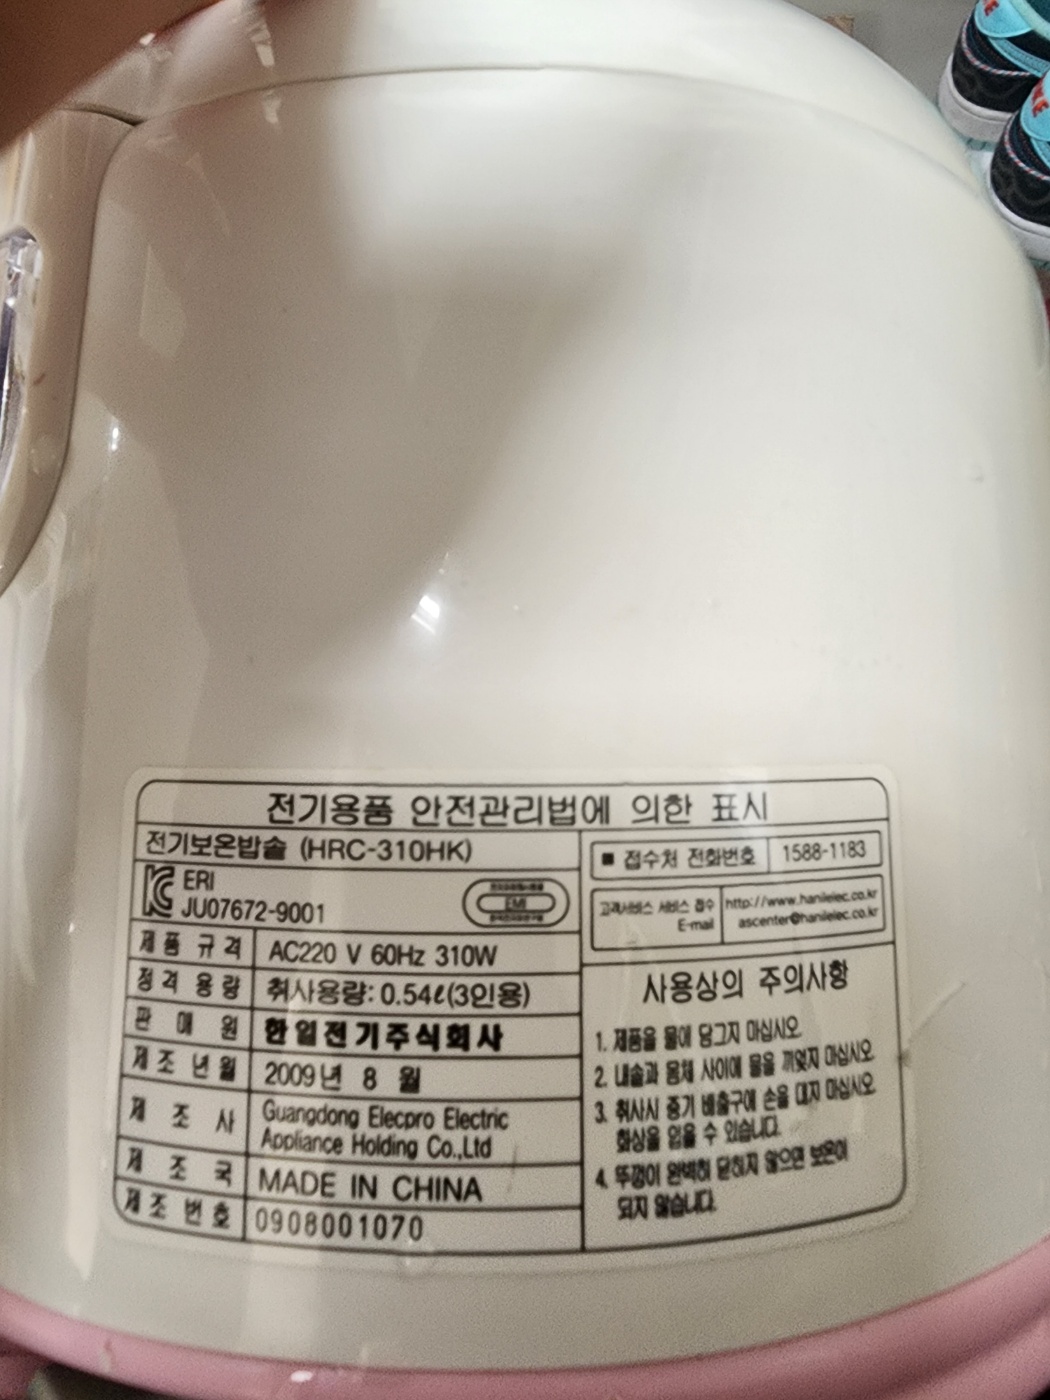 전기용품 안전관리법에 의한 표시
전기보온밥솥 (HRC-310HK)
ERI
JU07672-9001
EMI
제품규격 AC220 V 60Hz 310W
정격용량 취사용량: 0.54ℓ(3인용)
판매원 한일전기주식회사
제조년월 2009년 8 월
제조사 Guangdong Elecpro Electric
Appliance Holding Co.,Ltd
제조국 MADE IN CHINA
제조번호 0908001070
■ 접수처 전화번호 1588-1183
고객서비스 서비스 접수 http://www.hanilelec.co.kr
E-mail ascenter@hanilelec.co.kr
사용상의 주의사항
1. 제품을 물에 담그지 마십시오.
2. 내솥과 몸체 사이에 물을 끼얹지 마십시오.
3. 취사시 증기 배출구에 손을 대지 마십시오.
화상을 입을 수 있습니다.
4. 뚜껑이 완벽히 닫히지 않으면 보온이
되지 않습니다.